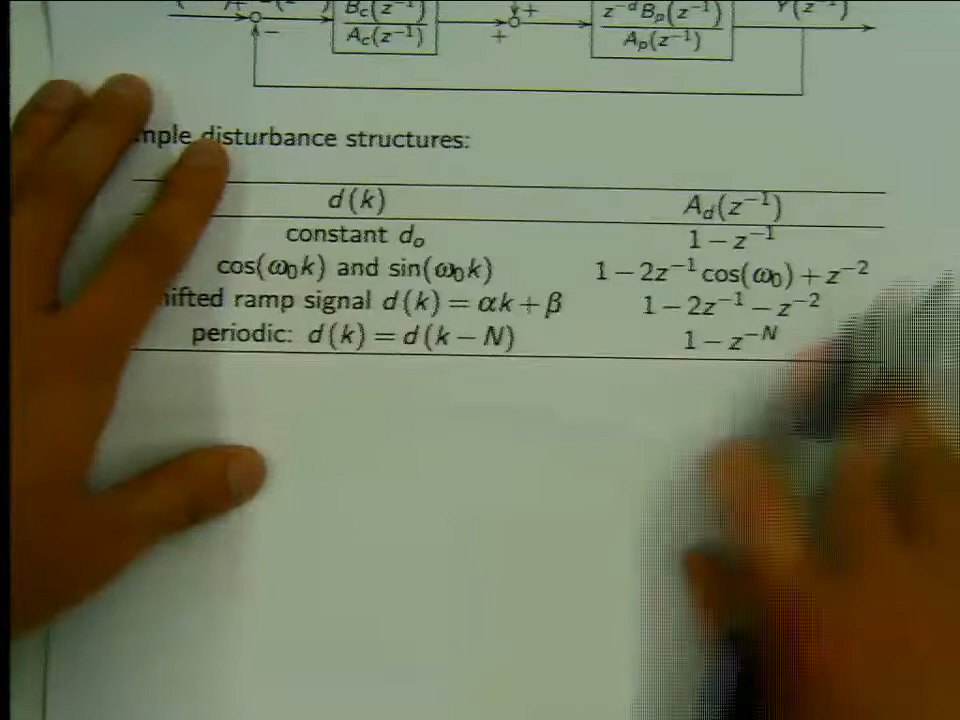 B_c(z^{-1}) / A_c(z^{-1})
z^{-d} B_p(z^{-1}) / A_p(z^{-1})
Y(z^{-1})
−
+
+
mple disturbance structures:
d(k) A_d(z^{-1})
constant d_o 1 − z^{-1}
cos(ω_0k) and sin(ω_0k) 1 − 2z^{-1} cos(ω_0) + z^{-2}
ifted ramp signal d(k) = αk + β 1 − 2z^{-1} − z^{-2}
periodic: d(k) = d(k − N) 1 − z^{-N}